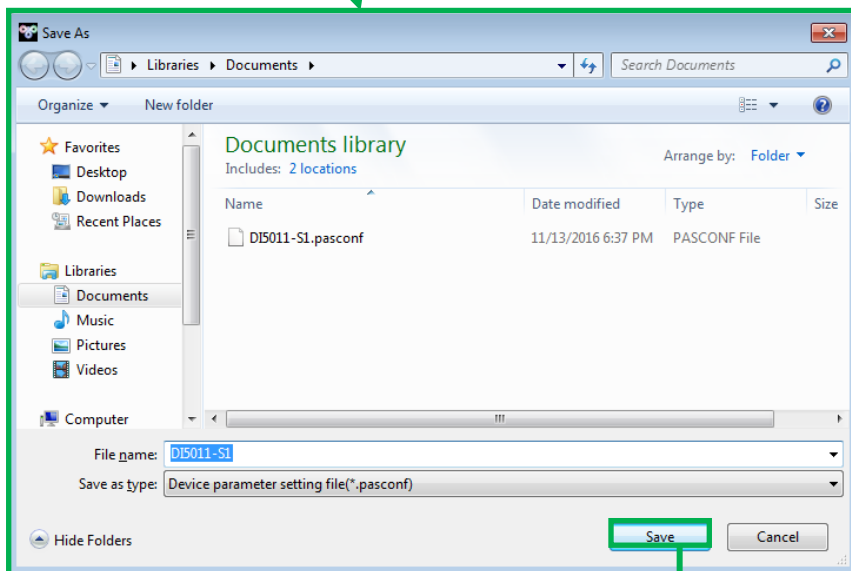 Save As
Libraries Documents
Search Documents
Organize New folder
Favorites
Desktop
Downloads
Recent Places
Libraries
Documents
Music
Pictures
Videos
Computer
Documents library
Includes: 2 locations
Arrange by: Folder
Name Date modified Type Size
DI5011-S1.pasconf 11/13/2016 6:37 PM PASCONF File
File name: DI5011-S1
Save as type: Device parameter setting file(*.pasconf)
Hide Folders Save Cancel